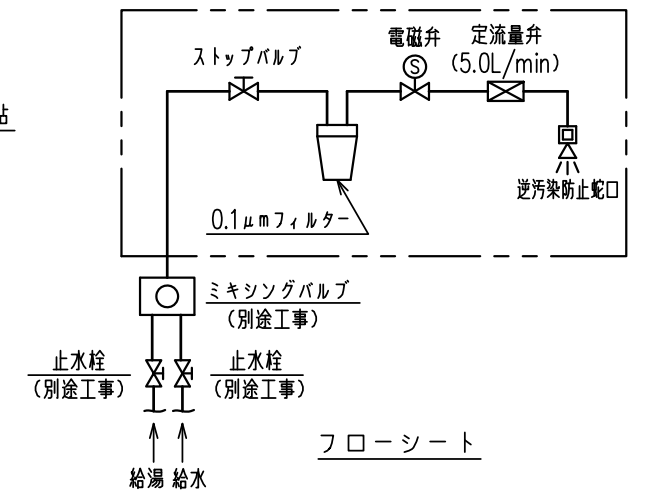 電磁弁
定流量弁
(5.0L/min)
ストップバルブ
逆汚染防止蛇口
0.1μmフィルター
ミキシングバルブ
(別途工事)
止水栓
(別途工事)
止水栓
(別途工事)
フローシート
給湯 給水